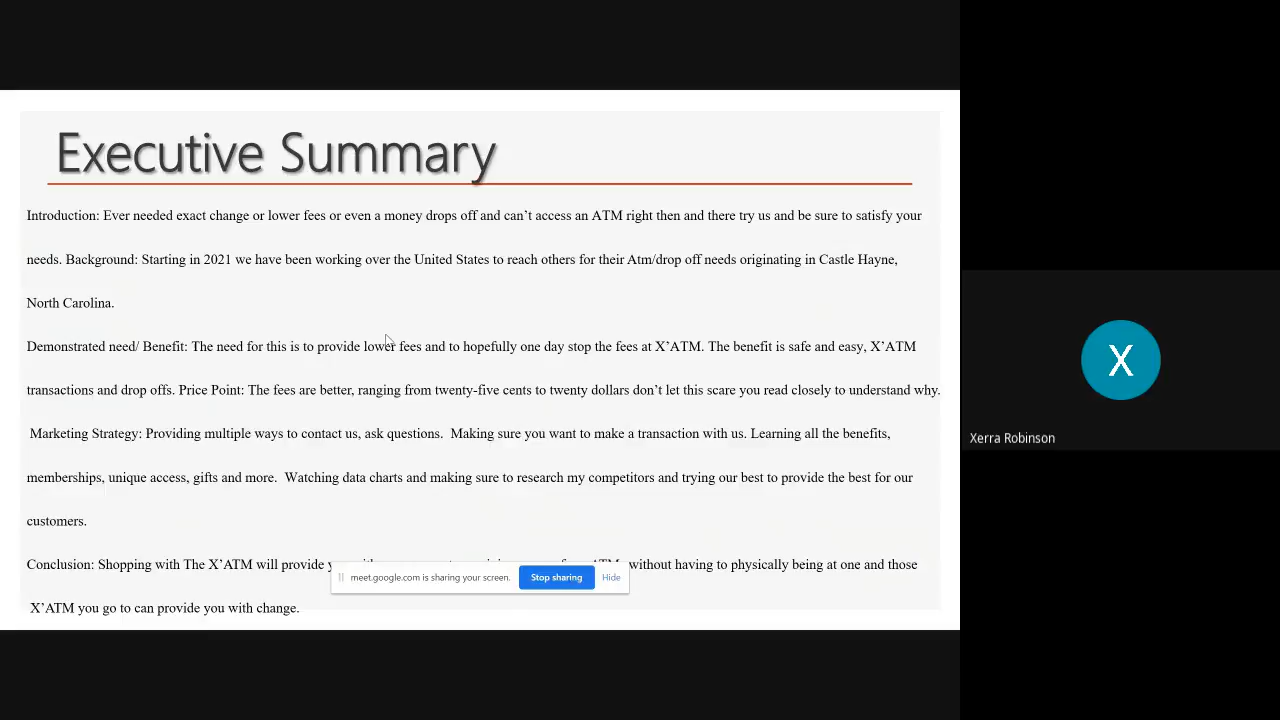 Executive Summary
Introduction: Ever needed exact change or lower fees or even a money drops off and can't access an ATM right then and there try us and be sure to satisfy your
needs. Background: Starting in 2021 we have been working over the United States to reach others for their Atm/drop off needs originating in Castle Hayne,
North Carolina.
Demonstrated need/ Benefit: The need for this is to provide lower fees and to hopefully one day stop the fees at X'ATM. The benefit is safe and easy, X'ATM
transactions and drop offs. Price Point: The fees are better, ranging from twenty-five cents to twenty dollars don't let this scare you read closely to understand why.
Marketing Strategy: Providing multiple ways to contact us, ask questions. Making sure you want to make a transaction with us. Learning all the benefits,
memberships, unique access, gifts and more. Watching data charts and making sure to research my competitors and trying our best to provide the best for our
customers.
Conclusion: Shopping with The X'ATM will provide without having to physically being at one and those
X'ATM you go to can provide you with change.
meet.google.com is sharing your screen. Stop sharing Hide
X
Xerra Robinson